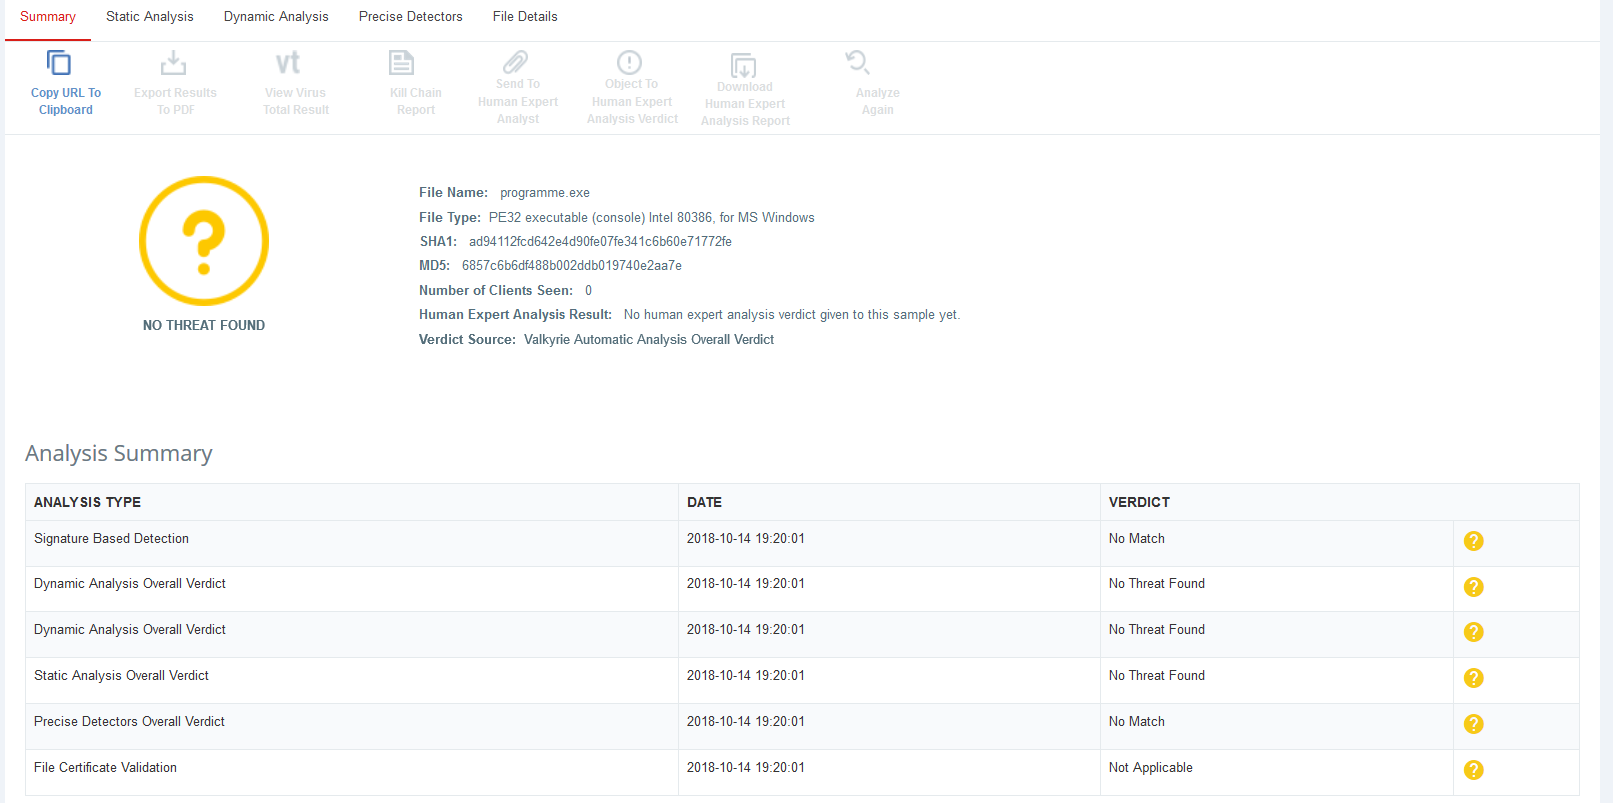 Summary Static Analysis Dynamic Analysis Precise Detectors File Details
Copy URL To
Clipboard
Export Results
To PDF
vt
View Virus
Total Result
Kill Chain
Report
Send To
Human Expert
Analyst
Object To
Human Expert
Analysis Verdict
Download
Human Expert
Analysis Report
Analyze
Again
?
NO THREAT FOUND
File Name: programme.exe
File Type: PE32 executable (console) Intel 80386, for MS Windows
SHA1: ad94112fcd642e4d90fe07fe341c6b60e71772fe
MD5: 6857c6b6df488b002ddb019740e2aa7e
Number of Clients Seen: 0
Human Expert Analysis Result: No human expert analysis verdict given to this sample yet.
Verdict Source: Valkyrie Automatic Analysis Overall Verdict
Analysis Summary
ANALYSIS TYPE DATE VERDICT
Signature Based Detection 2018-10-14 19:20:01 No Match ?
Dynamic Analysis Overall Verdict 2018-10-14 19:20:01 No Threat Found ?
Dynamic Analysis Overall Verdict 2018-10-14 19:20:01 No Threat Found ?
Static Analysis Overall Verdict 2018-10-14 19:20:01 No Threat Found ?
Precise Detectors Overall Verdict 2018-10-14 19:20:01 No Match ?
File Certificate Validation 2018-10-14 19:20:01 Not Applicable ?